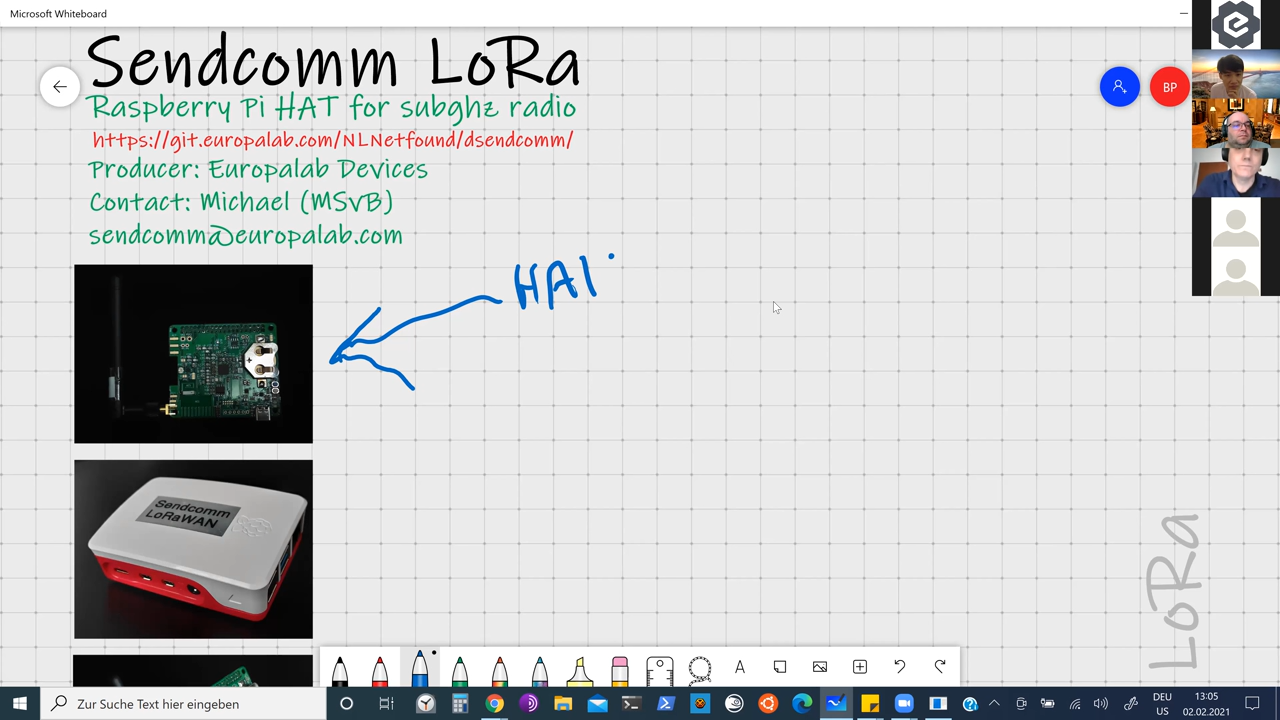 Microsoft Whiteboard
Sendcomm LoRa
Raspberry Pi HAT for subghz radio
https://git.europalab.com/NLNetfound/dsendcomm/
Producer: Europalab Devices
Contact: Michael (MSvB)
sendcomm@europalab.com
BP
HAI
Sendcomm
LoRaWAN
LoRa
A
Zur Suche Text hier eingeben
DEU
US
13:05
02.02.2021